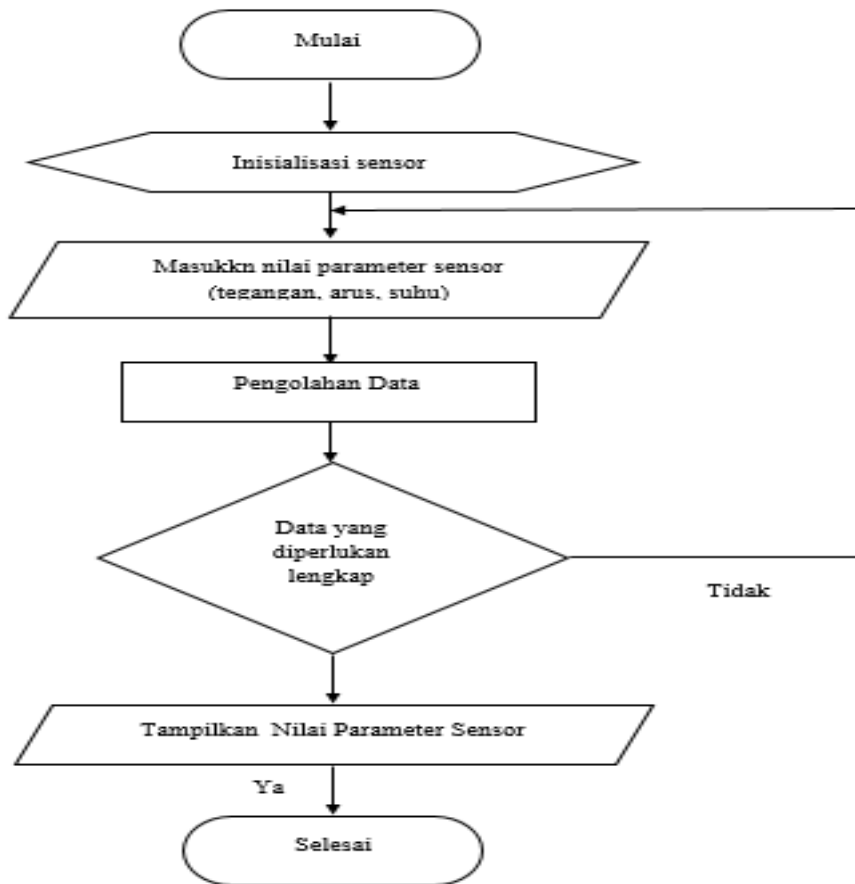 Mulai
Inisialisasi sensor
Masukkn nilai parameter sensor
(tegangan, arus, suhu)
Pengolahan Data
Data yang
diperlukan
lengkap
Tidak
Tampilkan Nilai Parameter Sensor
Ya
Selesai